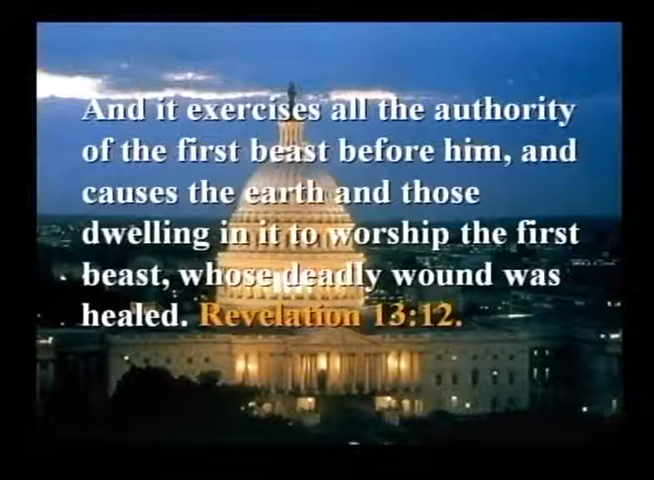 And it exercises all the authority
of the first beast before him, and
causes the earth and those
dwelling in it to worship the first
beast, whose deadly wound was
healed. Revelation 13:12.